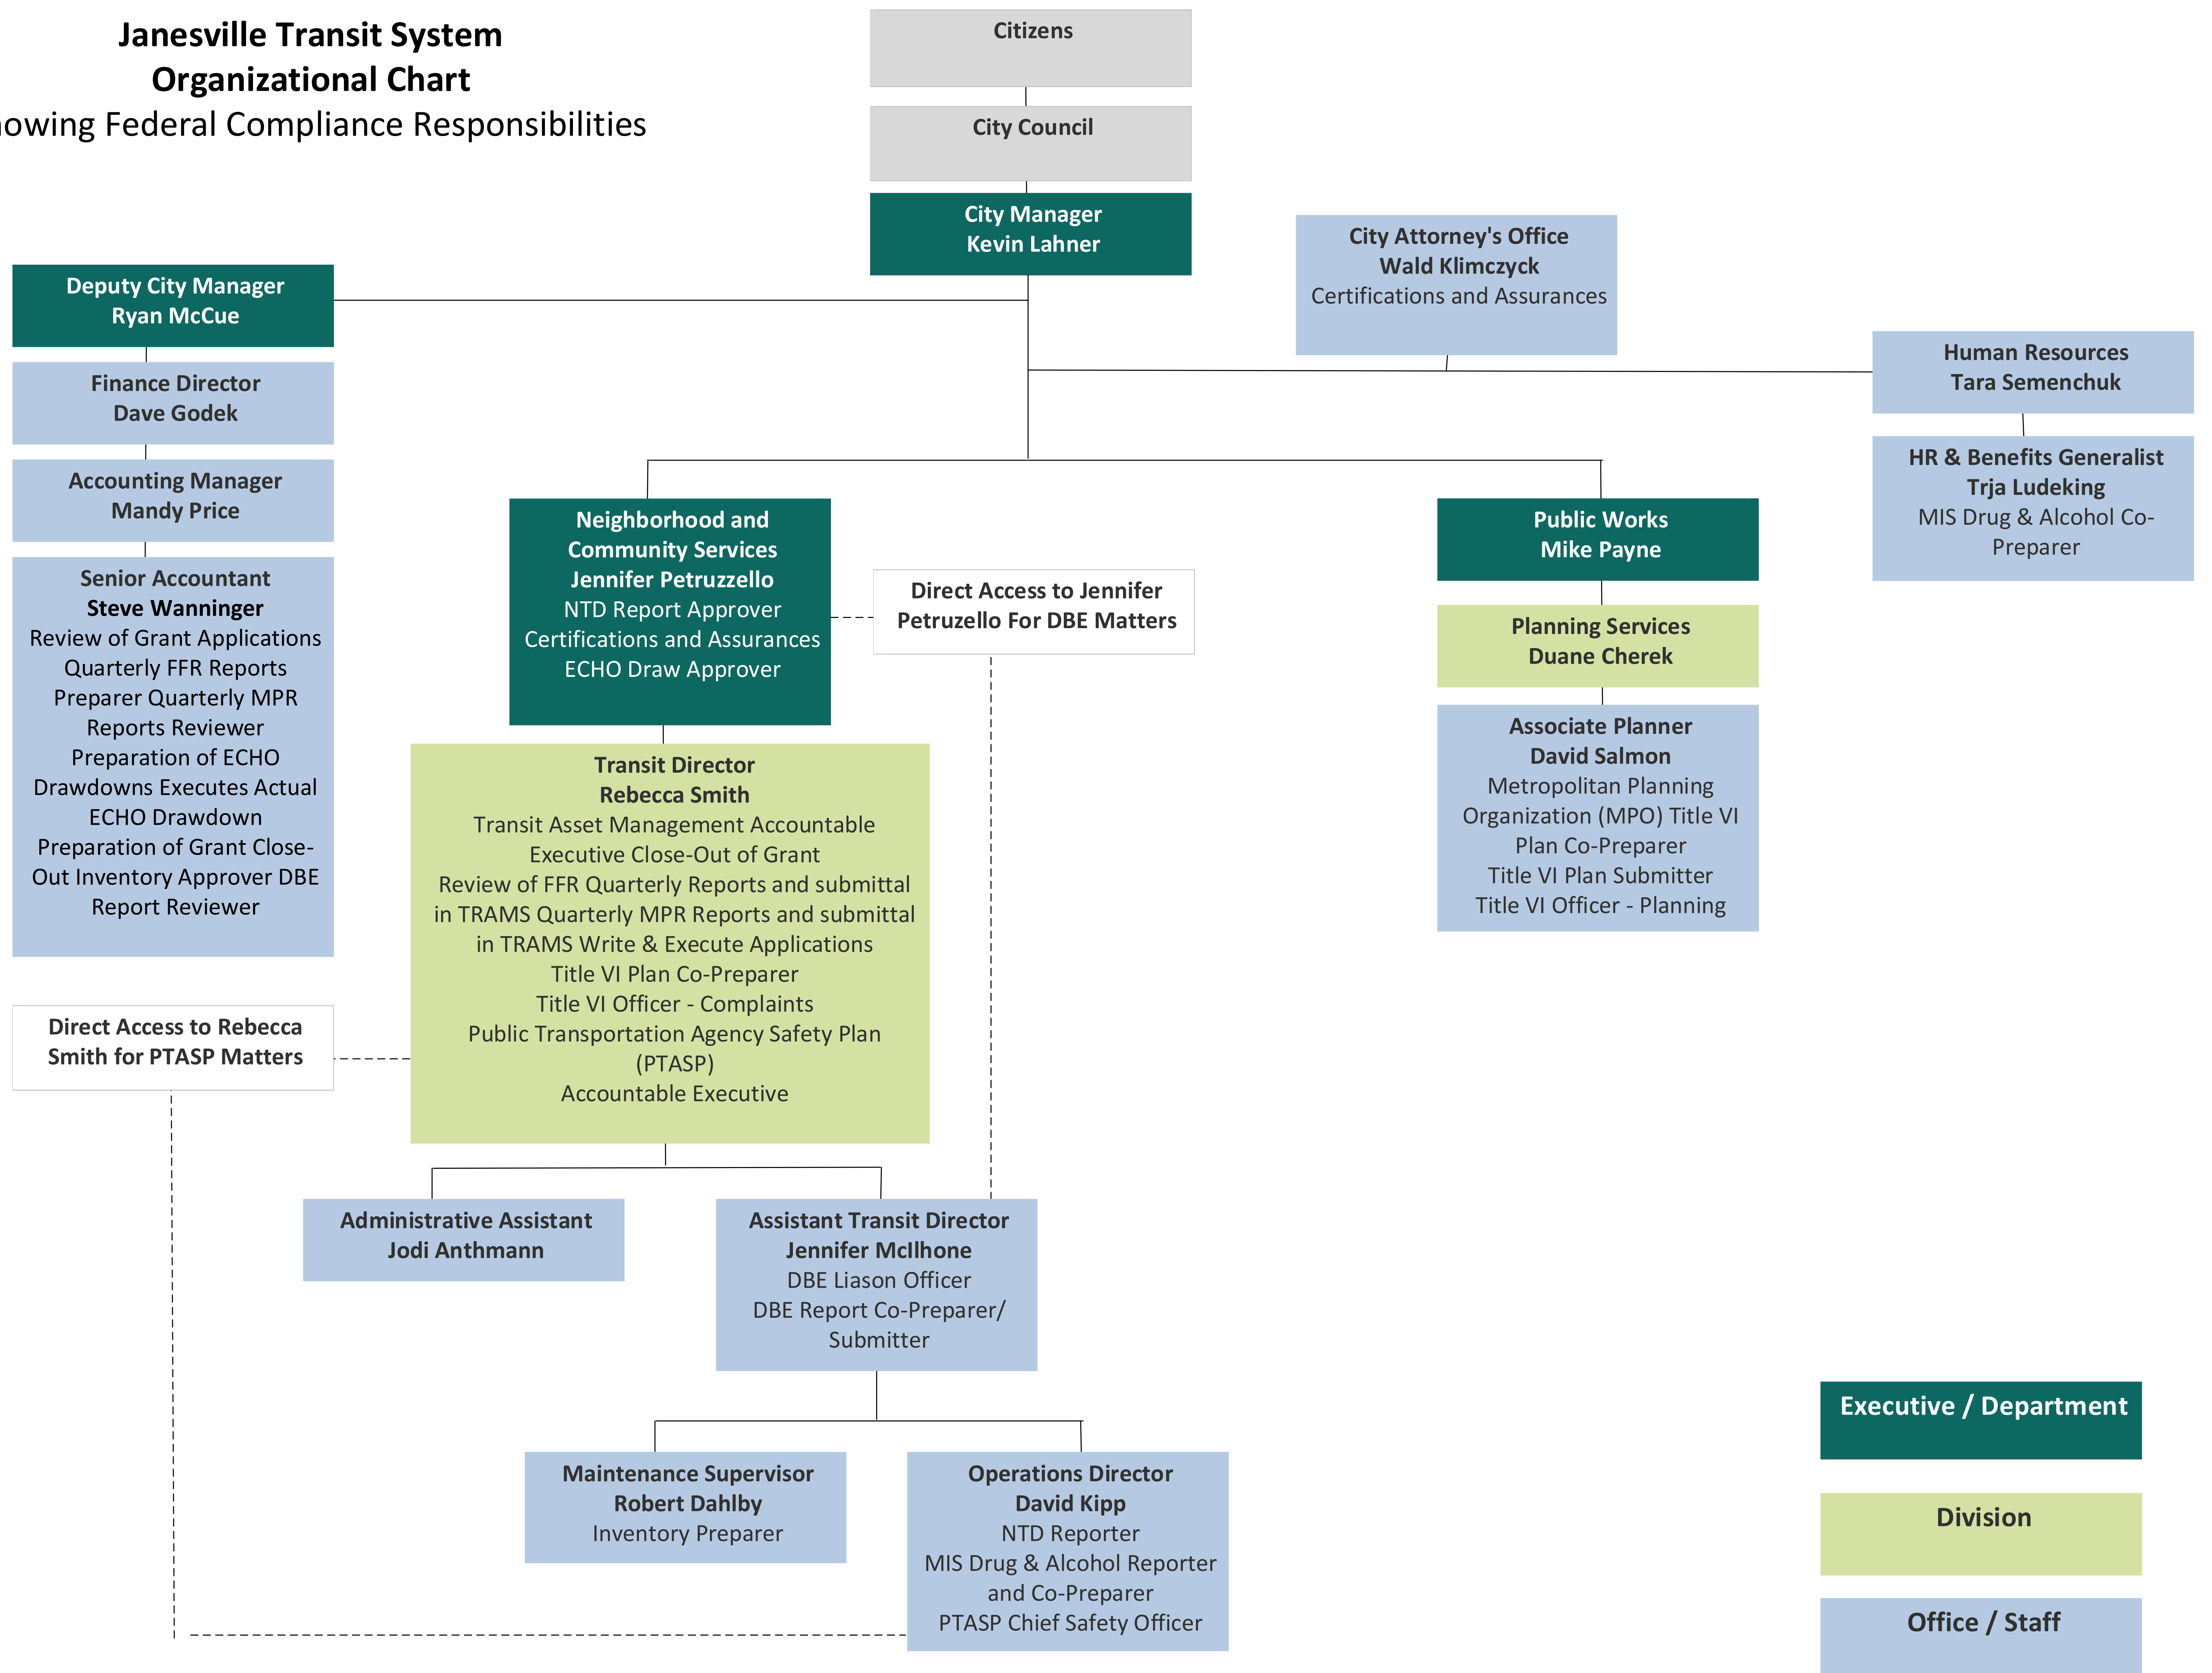 Janesville Transit System
Organizational Chart
owing Federal Compliance Responsibilities
Citizens
City Council
City Manager
Kevin Lahner
City Attorney's Office
Wald Klimczyck
Certifications and Assurances
Deputy City Manager
Ryan McCue
Finance Director
Dave Godek
Accounting Manager
Mandy Price
Senior Accountant
Steve Wanninger
Review of Grant Applications
Quarterly FFR Reports
Preparer Quarterly MPR
Reports Reviewer
Preparation of ECHO
Drawdowns Executes Actual
ECHO Drawdown
Preparation of Grant Close-
Out Inventory Approver DBE
Report Reviewer
Human Resources
Tara Semenchuk
HR & Benefits Generalist
Trja Ludeking
MIS Drug & Alcohol Co-
Preparer
Neighborhood and
Community Services
Jennifer Petruzzello
NTD Report Approver
Certifications and Assurances
ECHO Draw Approver
Direct Access to Jennifer
Petruzello For DBE Matters
Public Works
Mike Payne
Planning Services
Duane Cherek
Associate Planner
David Salmon
Metropolitan Planning
Organization (MPO) Title VI
Plan Co-Preparer
Title VI Plan Submitter
Title VI Officer - Planning
Transit Director
Rebecca Smith
Transit Asset Management Accountable
Executive Close-Out of Grant
Review of FFR Quarterly Reports and submittal
in TRAMS Quarterly MPR Reports and submittal
in TRAMS Write & Execute Applications
Title VI Plan Co-Preparer
Title VI Officer - Complaints
Public Transportation Agency Safety Plan
(PTASP)
Accountable Executive
Direct Access to Rebecca
Smith for PTASP Matters
Administrative Assistant
Jodi Anthmann
Assistant Transit Director
Jennifer McIlhone
DBE Liason Officer
DBE Report Co-Preparer/
Submitter
Maintenance Supervisor
Robert Dahlby
Inventory Preparer
Operations Director
David Kipp
NTD Reporter
MIS Drug & Alcohol Reporter
and Co-Preparer
PTASP Chief Safety Officer
Executive / Department
Division
Office / Staff